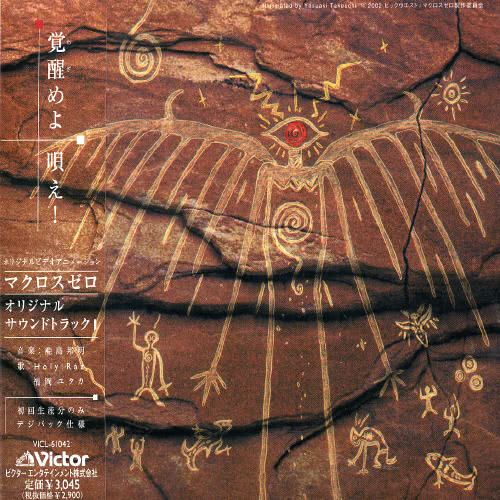 Illustrated by Yasuaki Takeuchi © 2002 ビックウエスト/マクロスゼロ製作委員会
覚醒めよ 唄え!
めざ
オリジナルビデオアニメーション
マクロスゼロ
オリジナル
サウンドトラック1
音楽:蓜島邦明
歌:Holy Raz
福岡ユタカ
初回生産分のみ
デジパック仕様
VICL-61042
Victor
ビクターエンタテインメント株式会社
定価¥3,045
(税抜価格¥2,900)